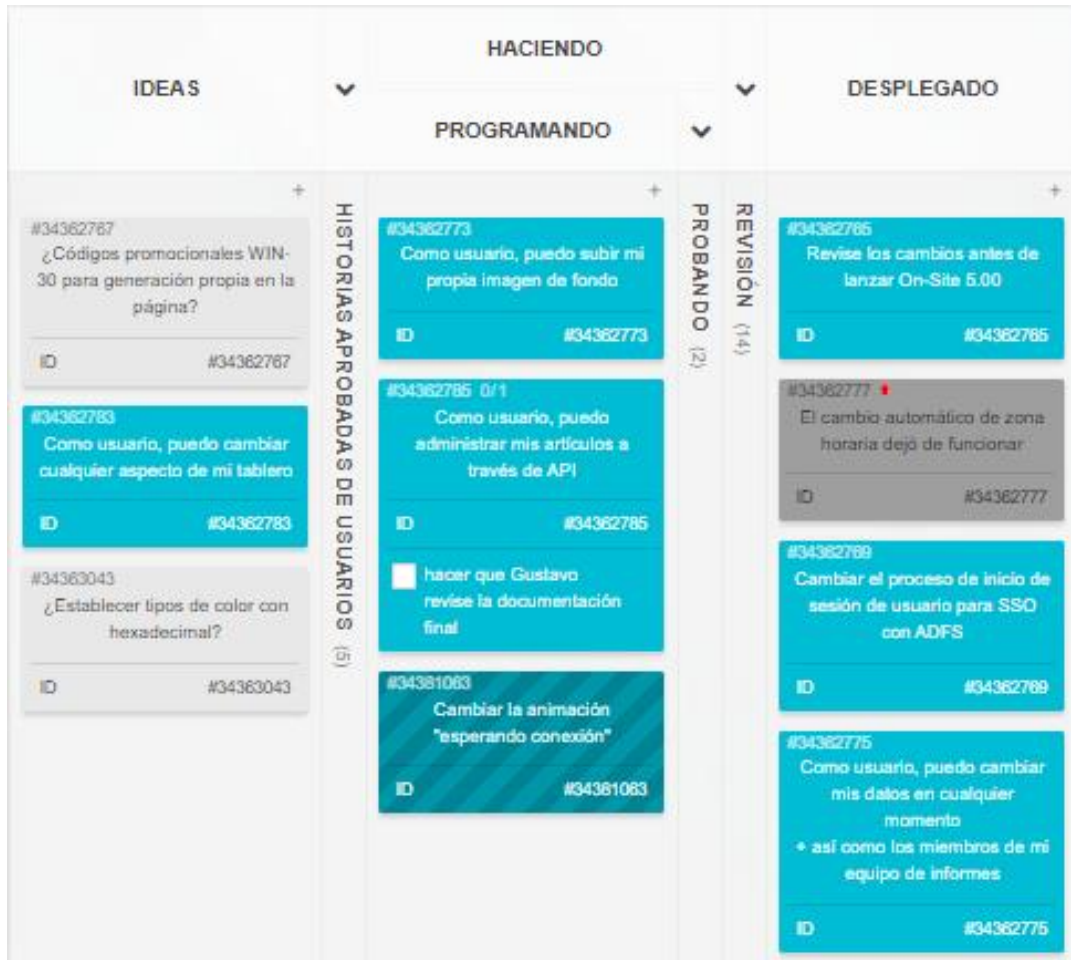 IDEAS
HACIENDO
PROGRAMANDO
DESPLEGADO
+
#34362767
¿Códigos promocionales WIN-
30 para generación propia en la
página?
ID #34362767
#34362783
Como usuario, puedo cambiar
cualquier aspecto de mi tablero
ID #34362783
#34363043
¿Establecer tipos de color con
hexadecimal?
ID #34363043
HISTORIAS APROBADAS DE USUARIOS (5)
+
#34362773
Como usuario, puedo subir mi
propia imagen de fondo
ID #34362773
#34362785 0/1
Como usuario, puedo
administrar mis artículos a
través de API
ID #34362785
hacer que Gustavo
revise la documentación
final
#34381063
Cambiar la animación
"esperando conexión"
ID #34381063
PROBANDO (2)
REVISIÓN (14)
+
#34362765
Revise los cambios antes de
lanzar On-Site 5.00
ID #34362765
#34362777
El cambio automático de zona
horaria dejó de funcionar
ID #34362777
#34362769
Cambiar el proceso de inicio de
sesión de usuario para SSO
con ADFS
ID #34362769
#34362775
Como usuario, puedo cambiar
mis datos en cualquier
momento
+ así como los miembros de mi
equipo de informes
ID #34362775